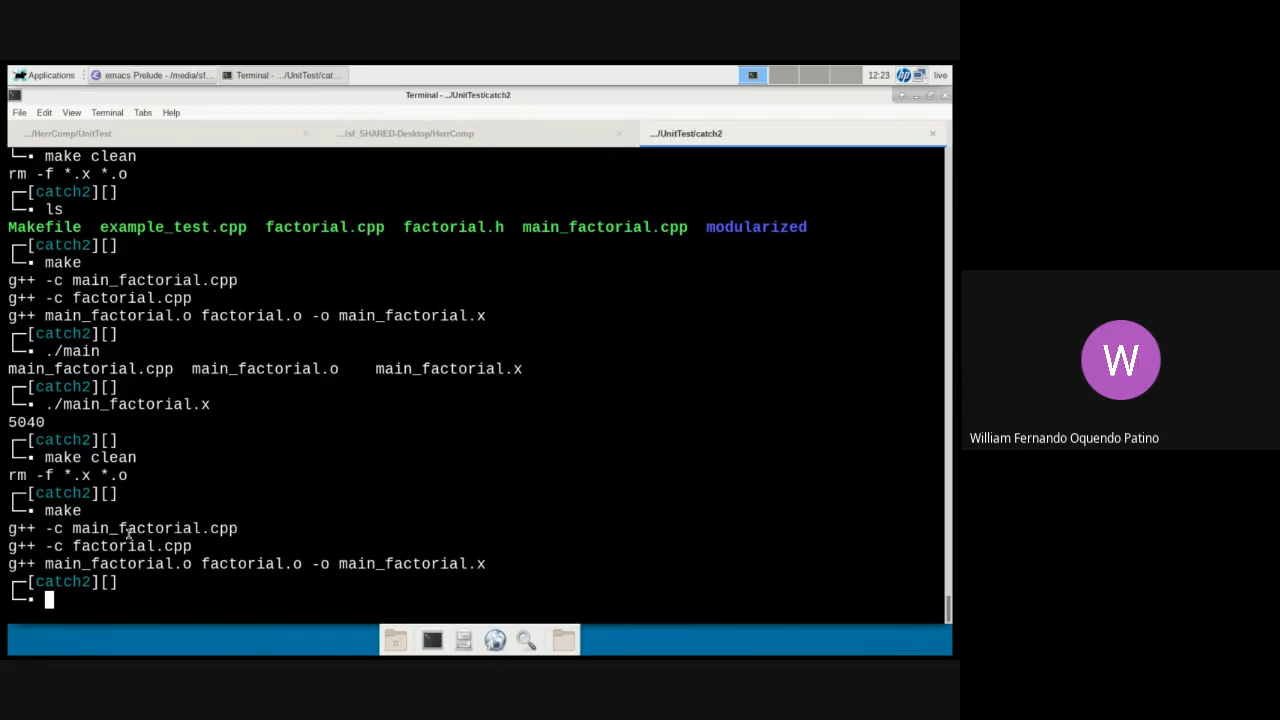 Applications
emacs Prelude - /media/sf...
Terminal - .../UnitTest/cat...
12:23
live
Terminal - .../UnitTest/catch2
File Edit View Terminal Tabs Help
.../HerrComp/UnitTest
.../sf_SHARED-Desktop/HerrComp
.../UnitTest/catch2
make clean
rm -f *.x *.o
[catch2][]
ls
Makefile example_test.cpp factorial.cpp factorial.h main_factorial.cpp modularized
[catch2][]
make
g++ -c main_factorial.cpp
g++ -c factorial.cpp
g++ main_factorial.o factorial.o -o main_factorial.x
[catch2][]
./main
main_factorial.cpp main_factorial.o main_factorial.x
[catch2][]
./main_factorial.x
5040
[catch2][]
make clean
rm -f *.x *.o
[catch2][]
make
g++ -c main_factorial.cpp
g++ -c factorial.cpp
g++ main_factorial.o factorial.o -o main_factorial.x
[catch2][]
W
William Fernando Oquendo Patino